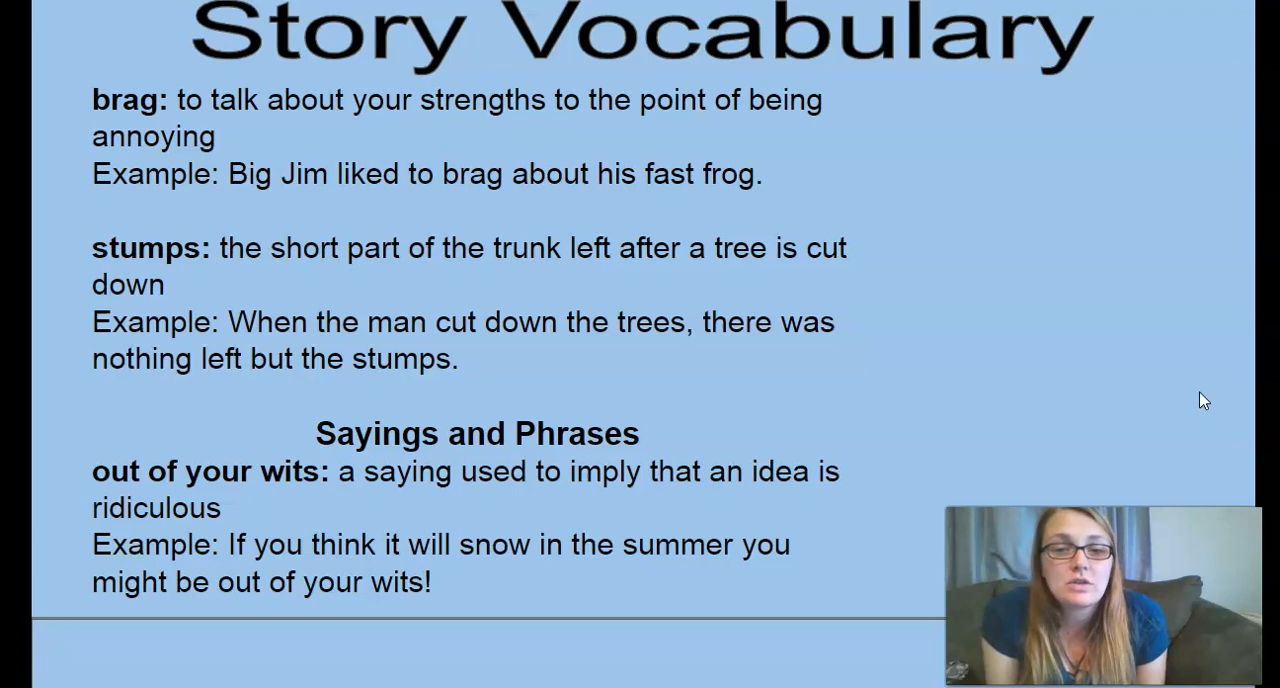 Story Vocabulary
brag: to talk about your strengths to the point of being
annoying
Example: Big Jim liked to brag about his fast frog.
stumps: the short part of the trunk left after a tree is cut
down
Example: When the man cut down the trees, there was
nothing left but the stumps.
Sayings and Phrases
out of your wits: a saying used to imply that an idea is
ridiculous
Example: If you think it will snow in the summer you
might be out of your wits!